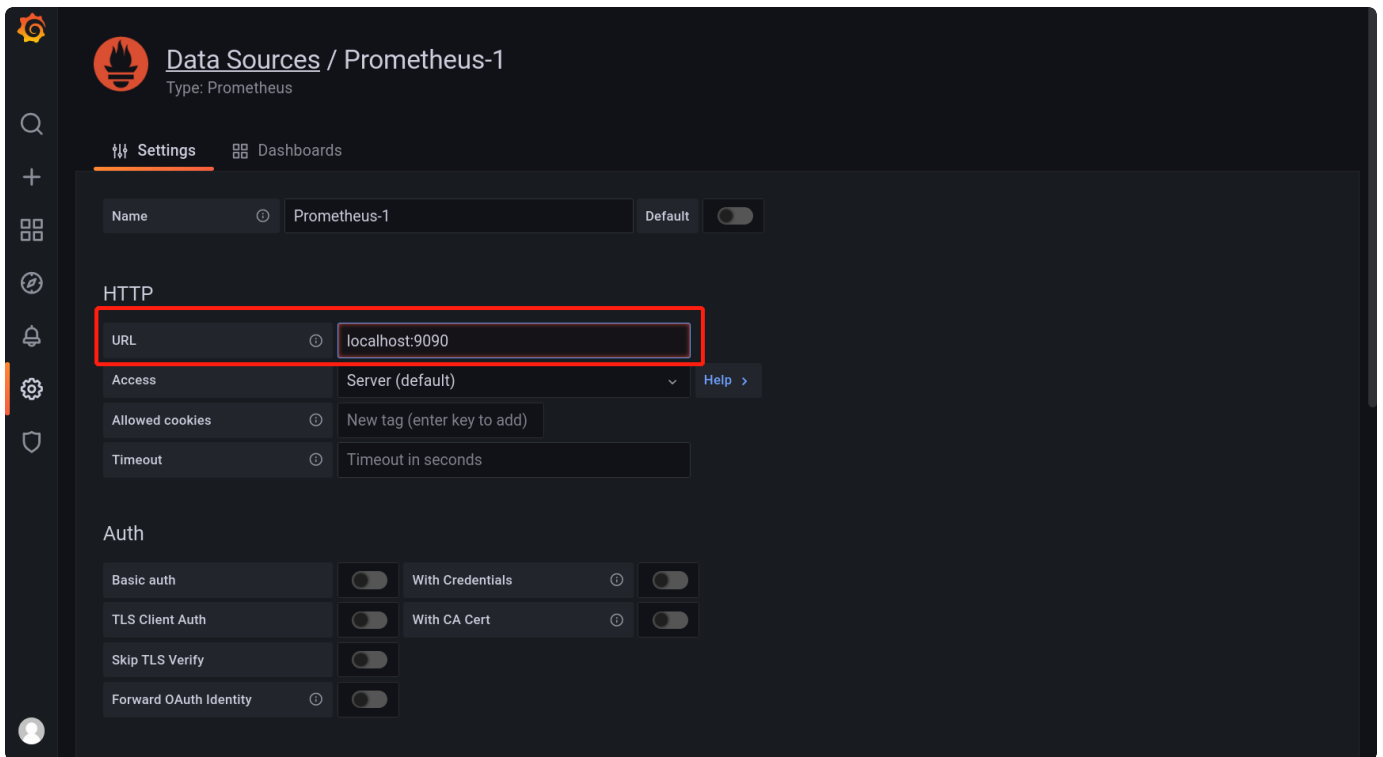 Data Sources / Prometheus-1
Type: Prometheus
Settings
Dashboards
Name
Prometheus-1
Default
HTTP
URL
localhost:9090
Access
Server (default)
Help >
Allowed cookies
New tag (enter key to add)
Timeout
Timeout in seconds
Auth
Basic auth
With Credentials
TLS Client Auth
With CA Cert
Skip TLS Verify
Forward OAuth Identity